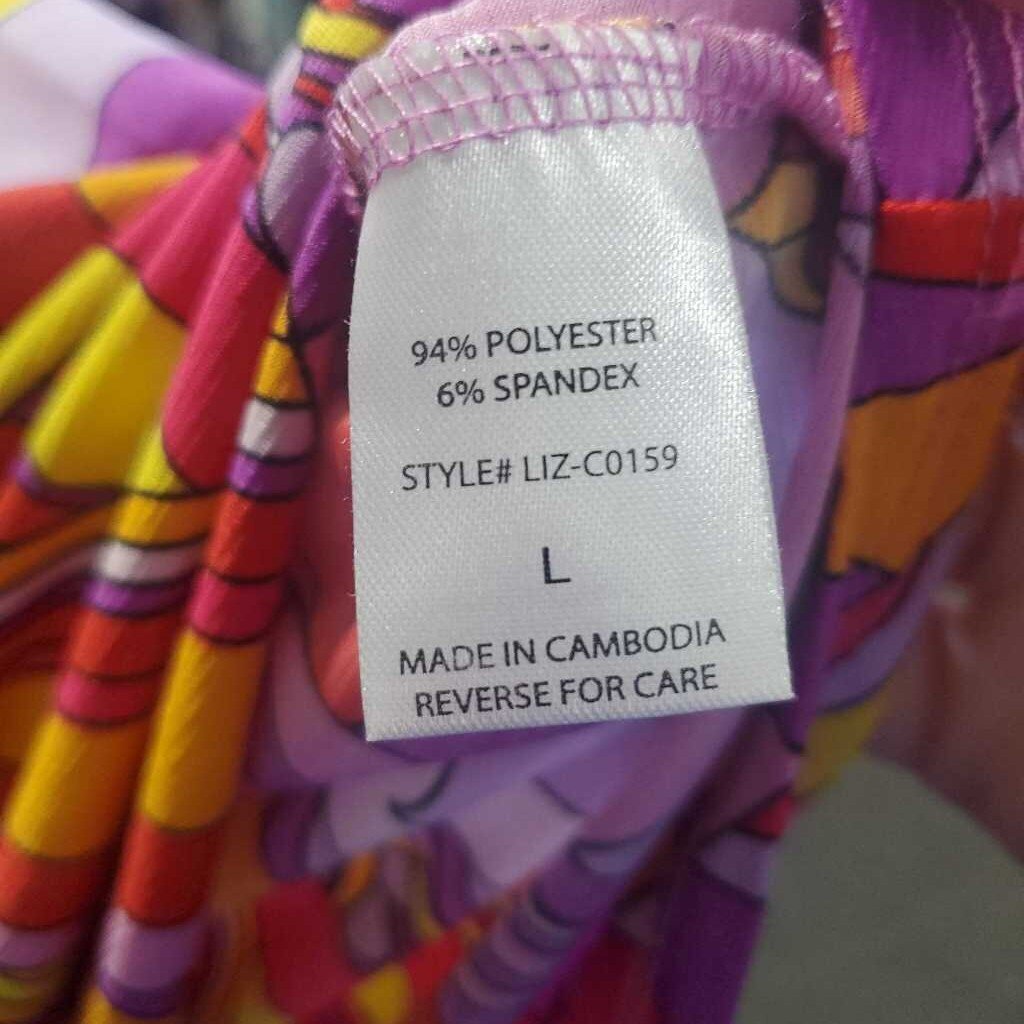 94% POLYESTER
6% SPANDEX
STYLE# LIZ-C0159
L
MADE IN CAMBODIA
REVERSE FOR CARE